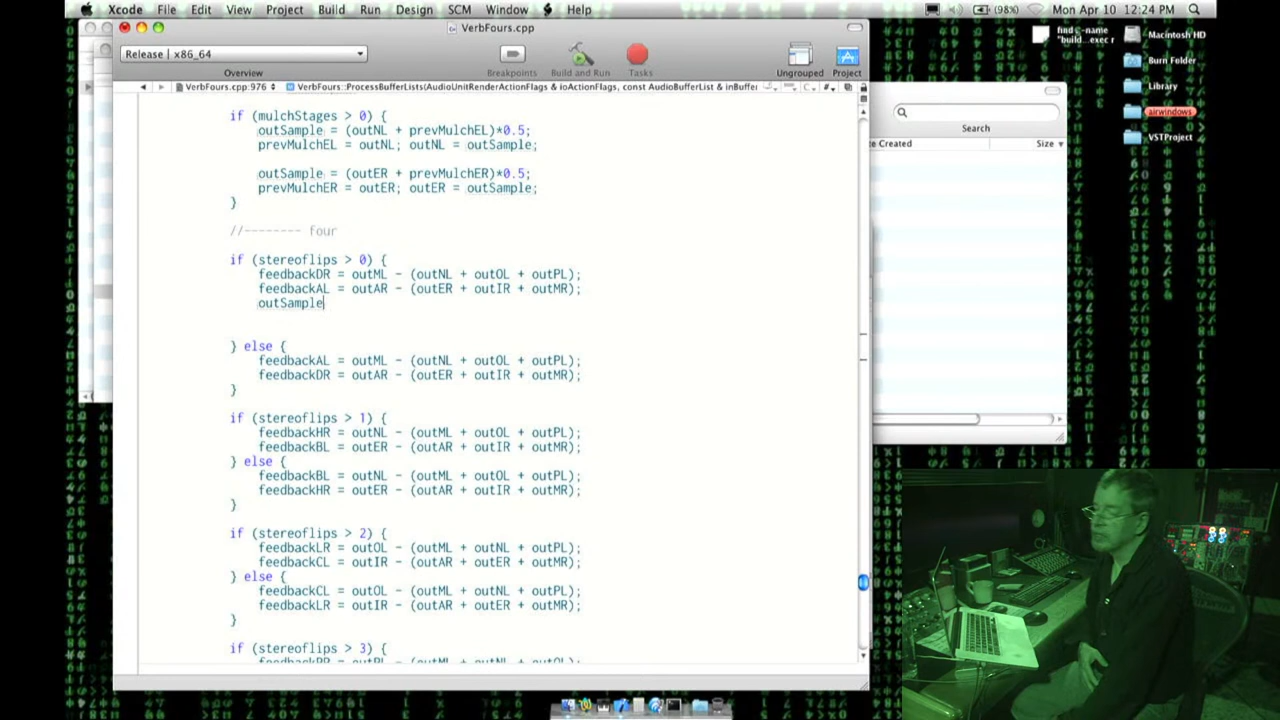 Xcode File Edit View Project Build Run Design SCM Window Help
(98%) Mon Apr 10 12:24 PM
VerbFours.cpp
Release | x86_64
Overview
Breakpoints
Build and Run
Tasks
Ungrouped
Project
VerbFours.cpp:976
VerbFours::ProcessBufferLists(AudioUnitRenderActionFlags & ioActionFlags, const AudioBufferList & inBuffer
if (mulchStages > 0) {
outSample = (outNL + prevMulchEL)*0.5;
prevMulchEL = outNL; outNL = outSample;
outSample = (outER + prevMulchER)*0.5;
prevMulchER = outER; outER = outSample;
}
//-------- four
if (stereoflips > 0) {
feedbackDR = outML - (outNL + outOL + outPL);
feedbackAL = outAR - (outER + outIR + outMR);
outSample
} else {
feedbackAL = outML - (outNL + outOL + outPL);
feedbackDR = outAR - (outER + outIR + outMR);
}
if (stereoflips > 1) {
feedbackHR = outNL - (outML + outOL + outPL);
feedbackBL = outER - (outAR + outIR + outMR);
} else {
feedbackBL = outNL - (outML + outOL + outPL);
feedbackHR = outER - (outAR + outIR + outMR);
}
if (stereoflips > 2) {
feedbackLR = outOL - (outML + outNL + outPL);
feedbackCL = outIR - (outAR + outER + outMR);
} else {
feedbackCL = outOL - (outML + outNL + outPL);
feedbackLR = outIR - (outAR + outER + outMR);
}
if (stereoflips > 3) {
Search
te Created
Size
find -name
"build
exec r
Macintosh HD
Burn Folder
Library
airwindows
VSTProject